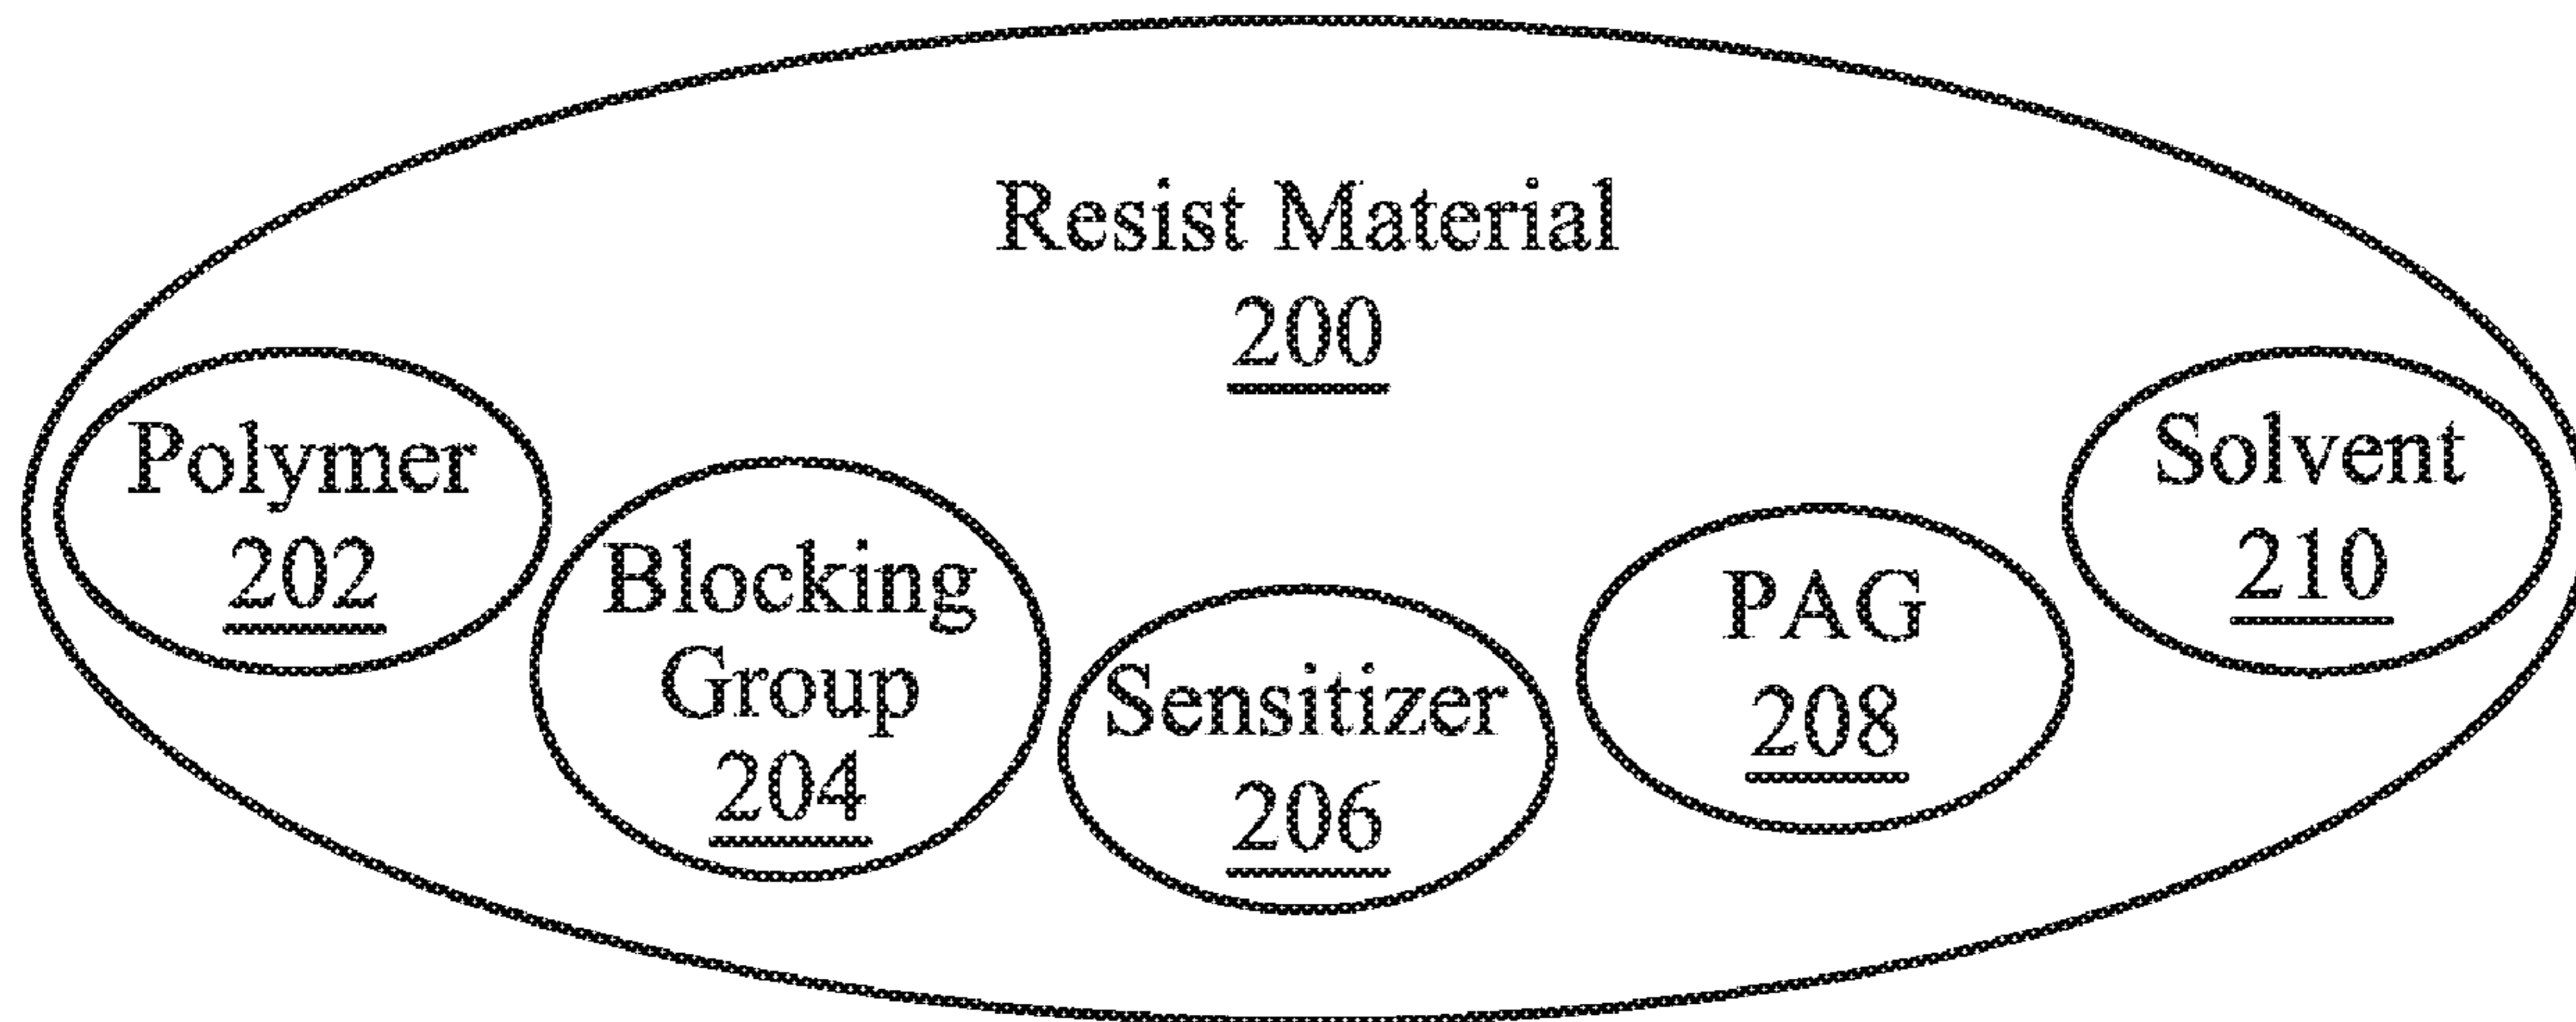 Resist Material
200
Polymer
202
Blocking
Group
204
Sensitizer
206
PAG
208
Solvent
210